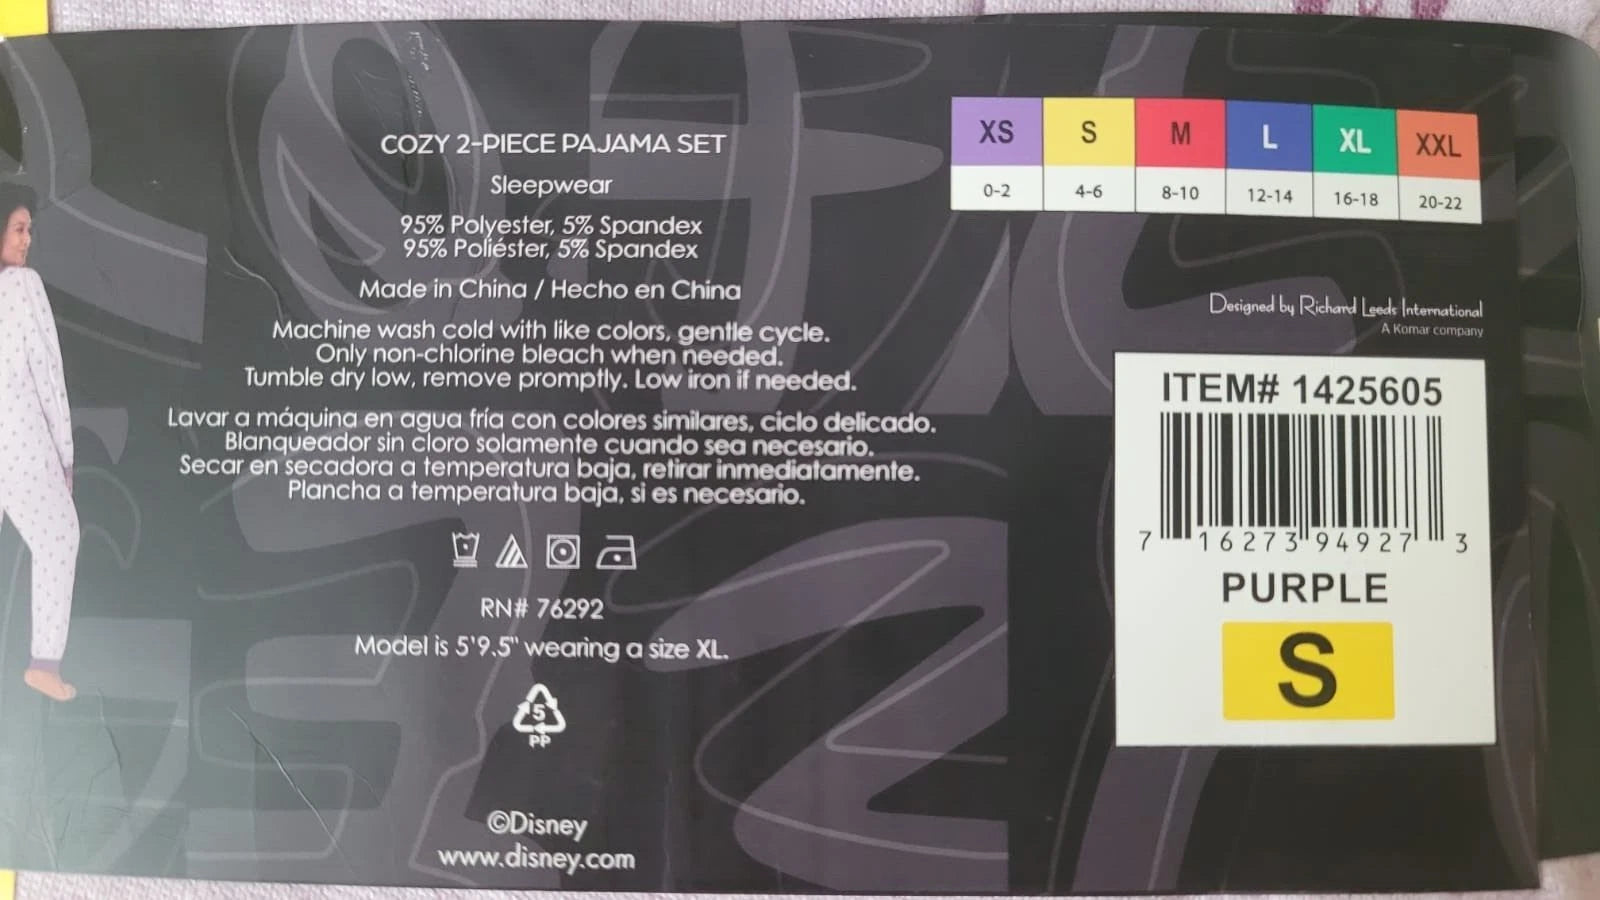 COZY 2-PIECE PAJAMA SET
Sleepwear
95% Polyester, 5% Spandex
95% Poliéster, 5% Spandex
Made in China / Hecho en China
Machine wash cold with like colors, gentle cycle.
Only non-chlorine bleach when needed.
Tumble dry low, remove promptly. Low iron if needed.
Lavar a máquina en agua fría con colores similares, ciclo delicado.
Blanqueador sin cloro solamente cuando sea necesario.
Secar en secadora a temperatura baja, retirar inmediatamente.
Plancha a temperatura baja, si es necesario.
RN# 76292
Model is 5'9.5" wearing a size XL.
5
PP
©Disney
www.disney.com
XS S M L XL XXL
0-2 4-6 8-10 12-14 16-18 20-22
Designed by Richard Leeds International
A Komar company
ITEM# 1425605
7 16273 94927 3
PURPLE
S